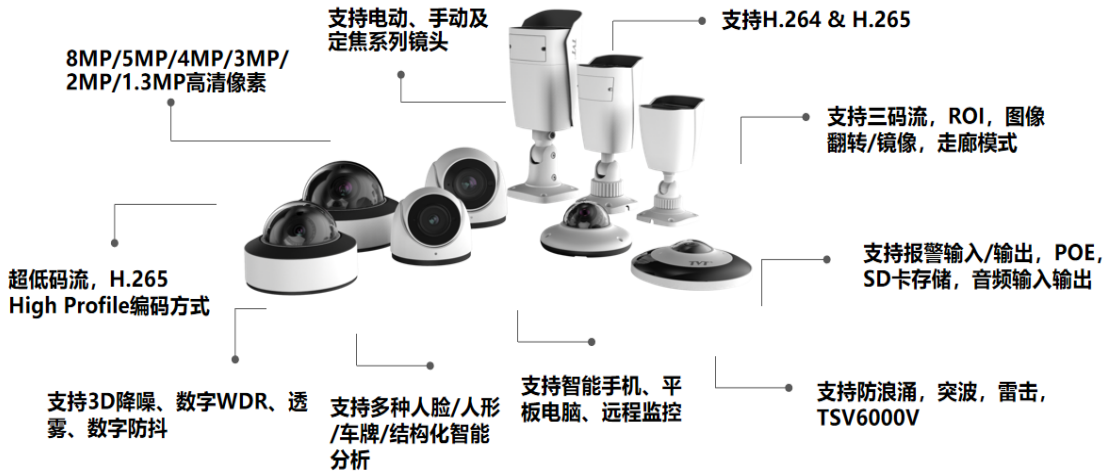 支持电动、手动及
定焦系列镜头
支持H.264 & H.265
8MP/5MP/4MP/3MP/
2MP/1.3MP高清像素
支持三码流，ROI，图像
翻转/镜像，走廊模式
支持报警输入/输出，POE，
SD卡存储，音频输入输出
TVT
超低码流，H.265
High Profile编码方式
支持3D降噪、数字WDR、透
雾、数字防抖
支持多种人脸/人形
/车牌/结构化智能
分析
支持智能手机、平
板电脑、远程监控
支持防浪涌，突波，雷击，
TSV6000V